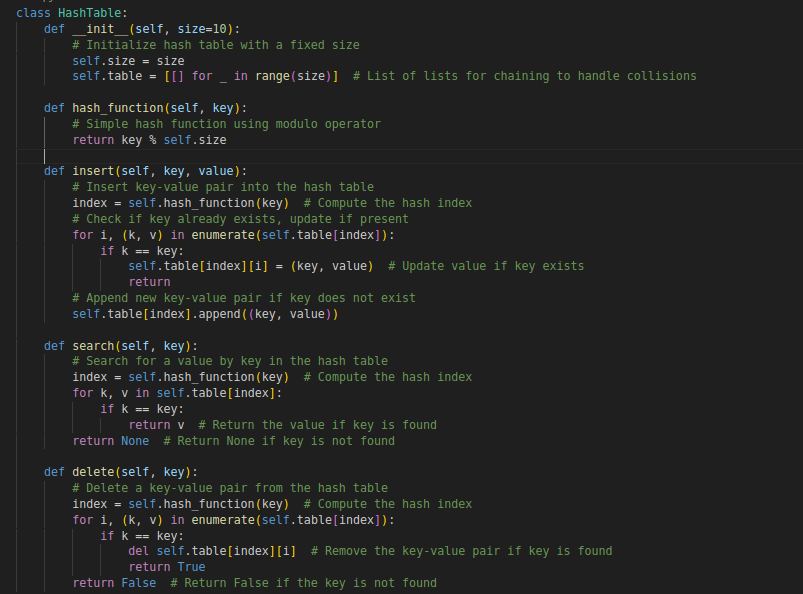 class HashTable:
    def __init__(self, size=10):
        # Initialize hash table with a fixed size
        self.size = size
        self.table = [[] for _ in range(size)]  # List of lists for chaining to handle collisions

    def hash_function(self, key):
        # Simple hash function using modulo operator
        return key % self.size

    def insert(self, key, value):
        # Insert key-value pair into the hash table
        index = self.hash_function(key)  # Compute the hash index
        # Check if key already exists, update if present
        for i, (k, v) in enumerate(self.table[index]):
            if k == key:
                self.table[index][i] = (key, value)  # Update value if key exists
                return
        # Append new key-value pair if key does not exist
        self.table[index].append((key, value))

    def search(self, key):
        # Search for a value by key in the hash table
        index = self.hash_function(key)  # Compute the hash index
        for k, v in self.table[index]:
            if k == key:
                return v  # Return the value if key is found
        return None  # Return None if key is not found

    def delete(self, key):
        # Delete a key-value pair from the hash table
        index = self.hash_function(key)  # Compute the hash index
        for i, (k, v) in enumerate(self.table[index]):
            if k == key:
                del self.table[index][i]  # Remove the key-value pair if key is found
                return True
        return False  # Return False if the key is not found